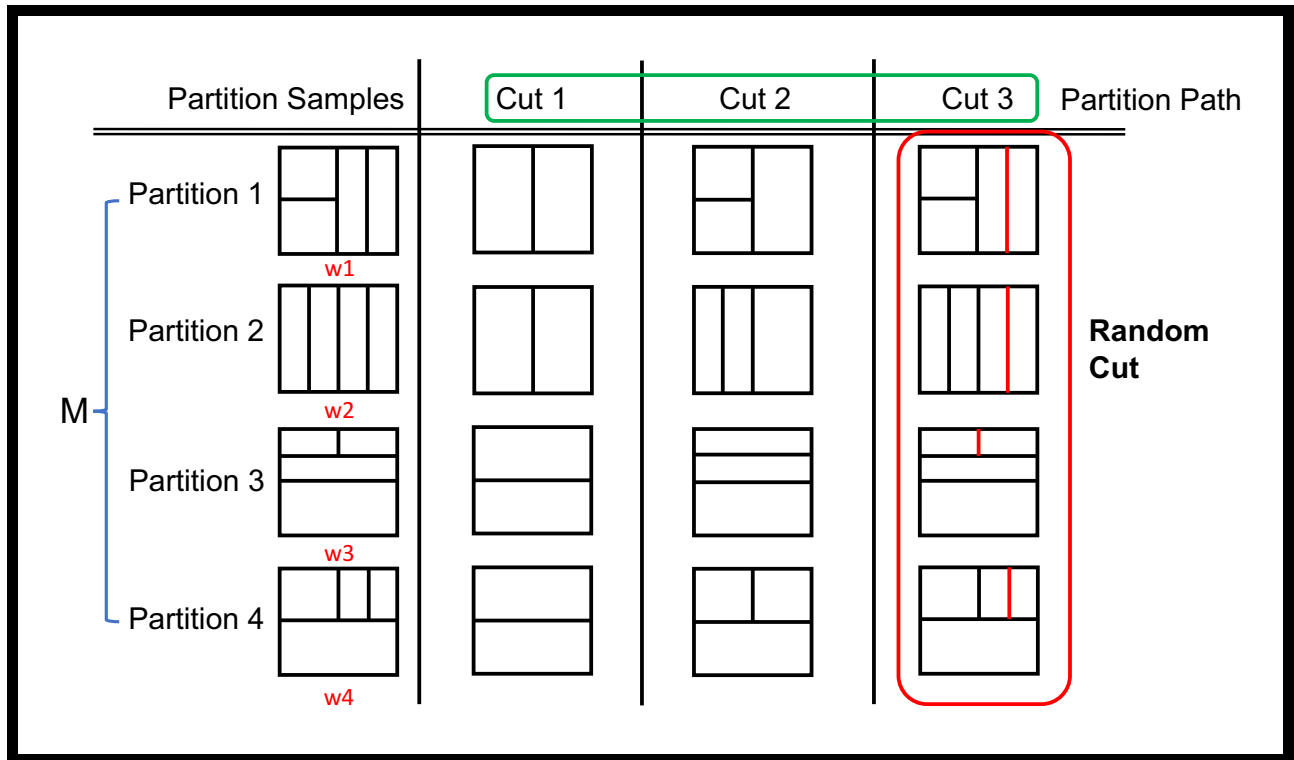 Partition Samples Cut 1 Cut 2 Cut 3 Partition Path
Partition 1
w1
Partition 2
w2
Random
Cut
M
Partition 3
w3
Partition 4
w4